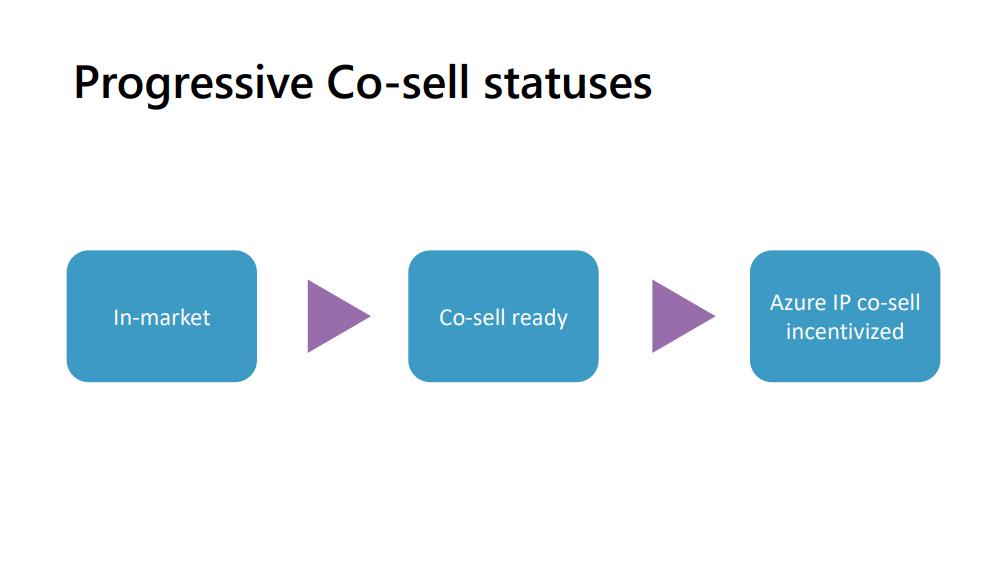 Progressive Co-sell statuses
In-market
Co-sell ready
Azure IP co-sell
incentivized